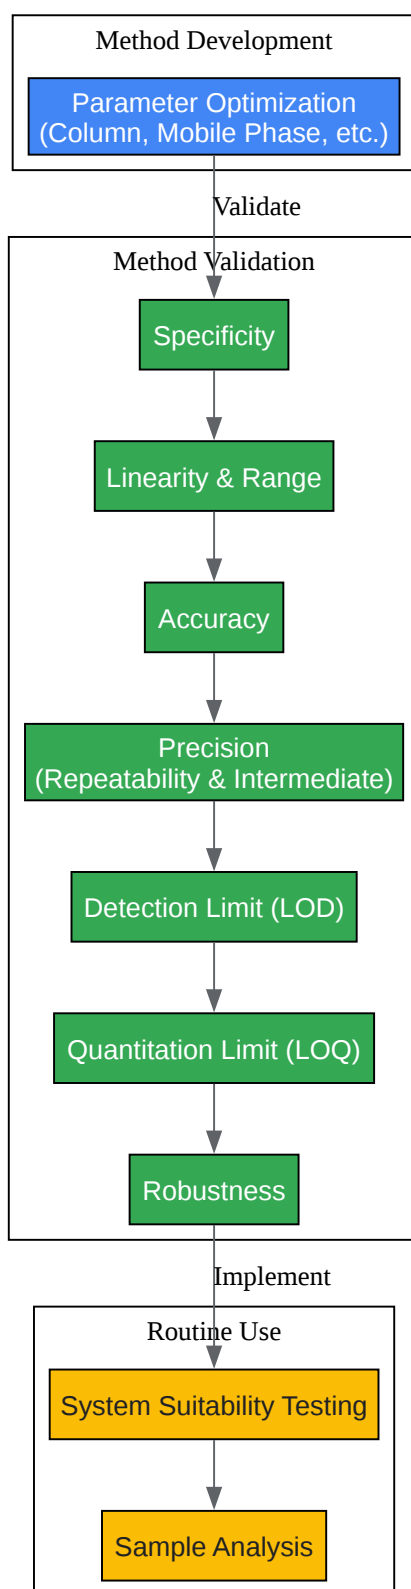 Method Development
Parameter Optimization
(Column, Mobile Phase, etc.)
Validate
Method Validation
Specificity
Linearity & Range
Accuracy
Precision
(Repeatability & Intermediate)
Detection Limit (LOD)
Quantitation Limit (LOQ)
Robustness
Implement
Routine Use
System Suitability Testing
Sample Analysis